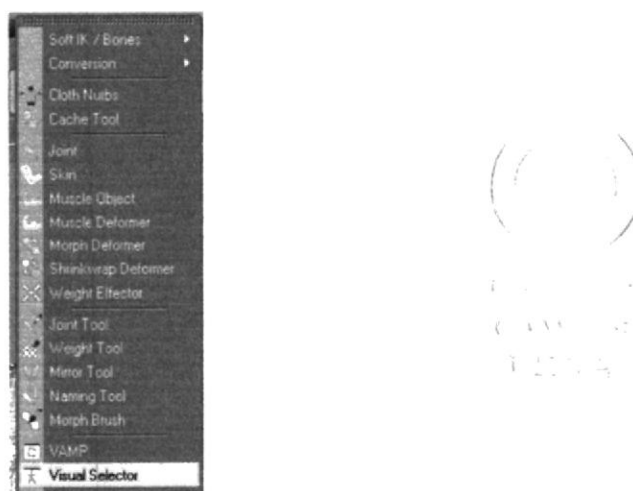 Soft IK / Bones
Conversion
Cloth Nurbs
Cache Tool
Joint
Skin
Muscle Object
Muscle Deformer
Morph Deformer
Shrinkwrap Deformer
Weight Effector
Joint Tool
Weight Tool
Mirror Tool
Naming Tool
Morph Brush
VAMP
Visual Selector